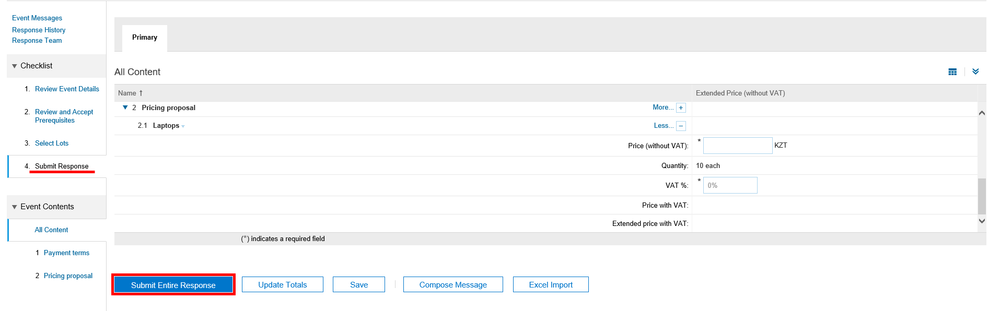 Event Messages
Response History
Response Team
Checklist
1. Review Event Details
2. Review and Accept
Prerequisites
3. Select Lots
4. Submit Response
Event Contents
All Content
1 Payment terms
2 Pricing proposal
Primary
All Content
Name ↑ Extended Price (without VAT)
2 Pricing proposal More... +
2.1 Laptops Less... −
Price (without VAT): * KZT
Quantity: 10 each
VAT %: * 0%
Price with VAT:
Extended price with VAT:
(*) indicates a required field
Submit Entire Response Update Totals Save Compose Message Excel Import